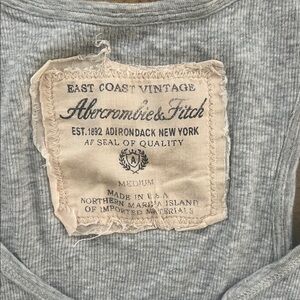 EAST COAST VINTAGE
Abercrombie & Fitch
EST. 1892 ADIRONDACK NEW YORK
AF SEAL OF QUALITY
A
MEDIUM
MADE IN U S A
NORTHERN MARIANA ISLAND
OF IMPORTED MATERIALS